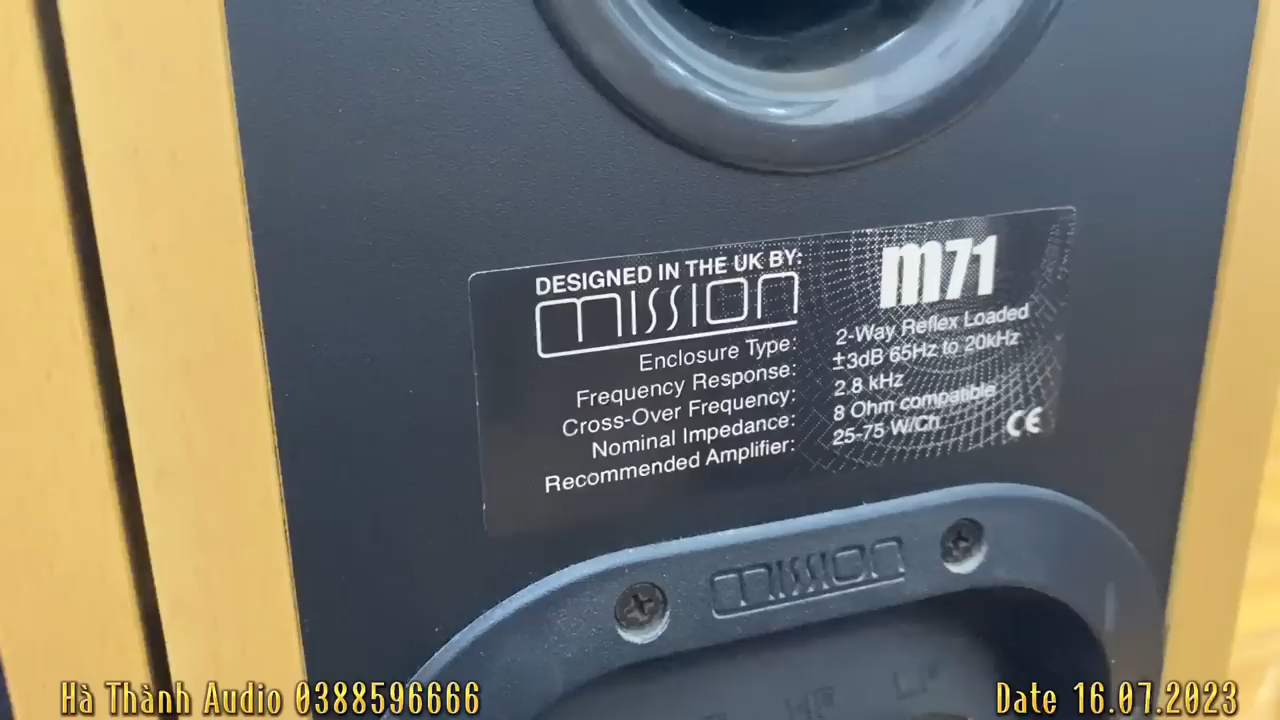 DESIGNED IN THE UK BY:
mission
m71
Enclosure Type: 2-Way Reflex Loaded
Frequency Response: ±3dB 65Hz to 20kHz
Cross-Over Frequency: 2.8 kHz
Nominal Impedance: 8 Ohm compatible
Recommended Amplifier: 25-75 W/Ch
CE
mission
HF LF
Hà Thành Audio 0388596666
Date 16.07.2023